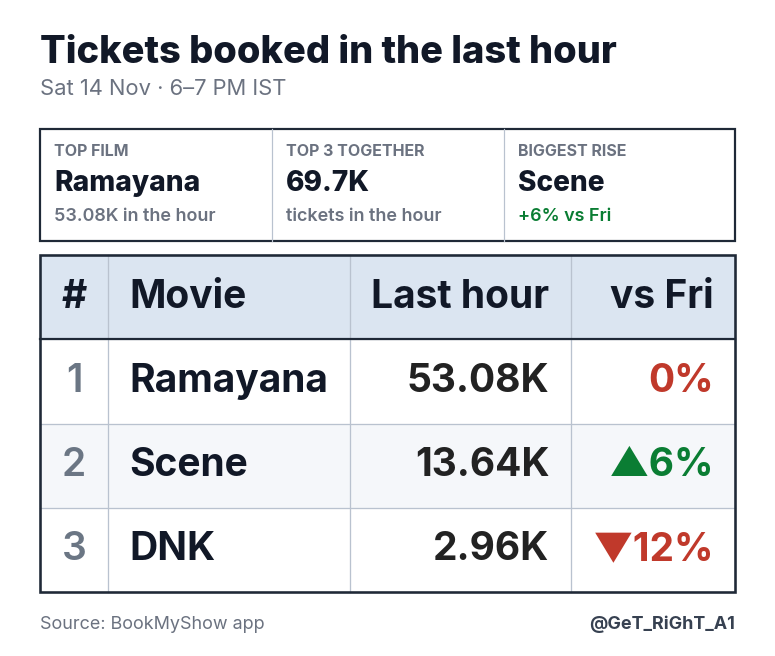 Tickets booked in the last hour
Sat 14 Nov · 6–7 PM IST
TOP FILM
Ramayana
53.08K in the hour
TOP 3 TOGETHER
69.7K
tickets in the hour
BIGGEST RISE
Scene
+6% vs Fri
# Movie Last hour vs Fri
1 Ramayana 53.08K 0%
2 Scene 13.64K ▲6%
3 DNK 2.96K ▼12%
Source: BookMyShow app
@GeT_RiGhT_A1